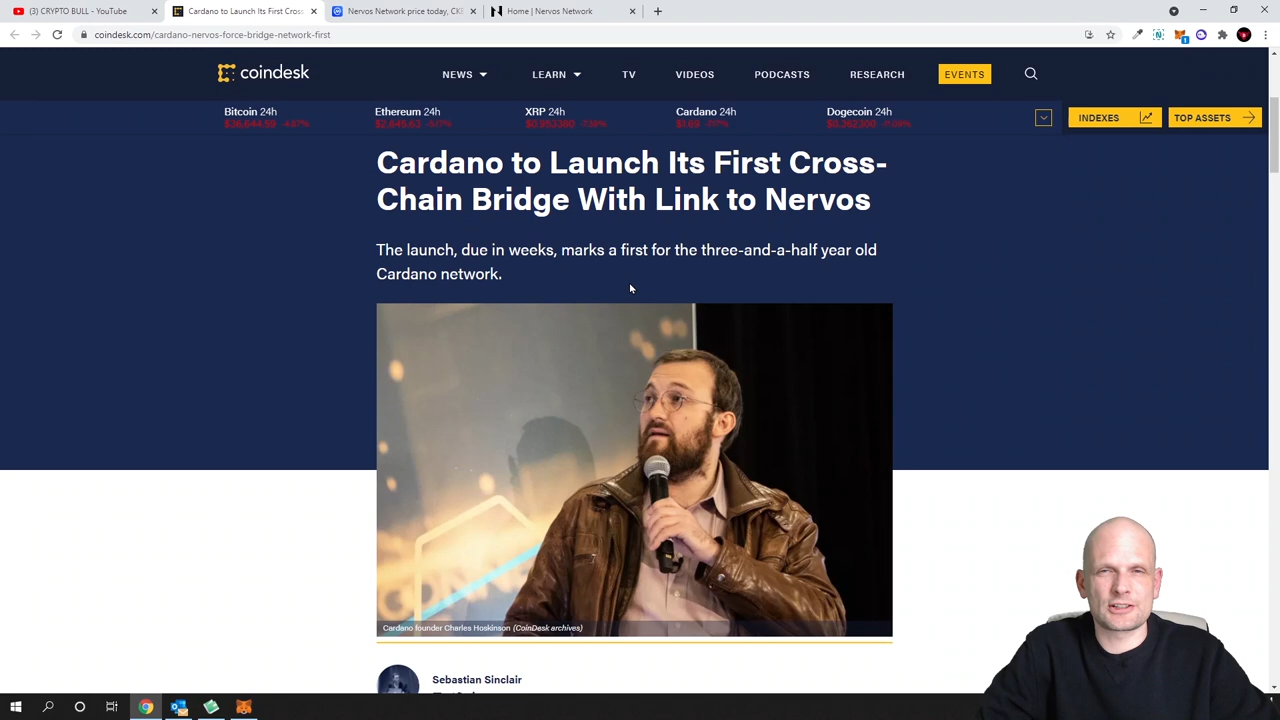 (3) CRYPTO BULL - YouTube
Cardano to Launch Its First Cross-
Nervos Network price today, CKB
Home | Nervos Network
coindesk.com/cardano-nervos-force-bridge-network-first
coindesk
NEWS
LEARN
TV
VIDEOS
PODCASTS
RESEARCH
EVENTS
Bitcoin 24h
Ethereum 24h
XRP 24h
Cardano 24h
Dogecoin 24h
INDEXES
TOP ASSETS
Cardano to Launch Its First Cross-
Chain Bridge With Link to Nervos
The launch, due in weeks, marks a first for the three-and-a-half year old
Cardano network.
Cardano founder Charles Hoskinson (CoinDesk archives)
Sebastian Sinclair